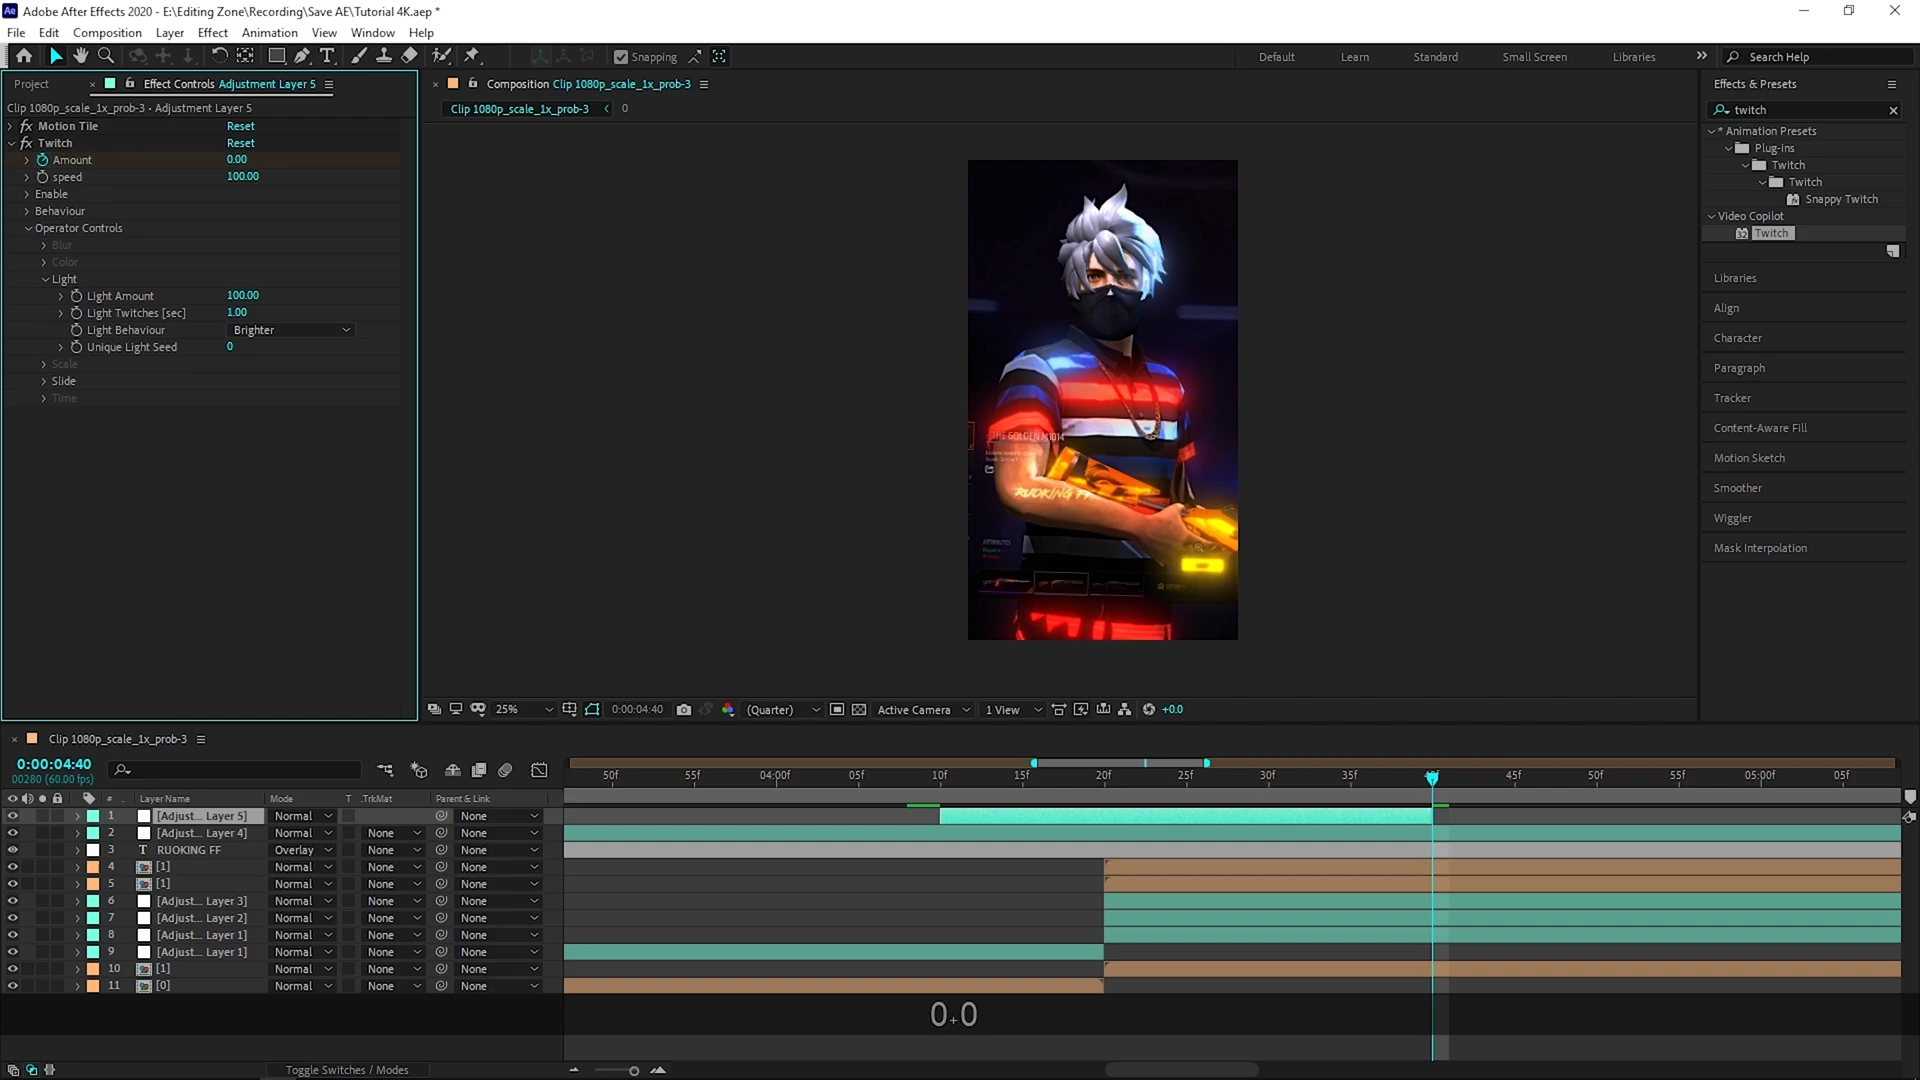 Adobe After Effects 2020 - E:\Editing Zone\Recording\Save AE\Tutorial 4K.aep *
File Edit Composition Layer Effect Animation View Window Help
Snapping
Default Learn Standard Small Screen Libraries
Search Help
Project
Effect Controls Adjustment Layer 5
Clip 1080p_scale_1x_prob-3 • Adjustment Layer 5
fx Motion Tile Reset
fx Twitch Reset
Amount 0.00
speed 100.00
Enable
Behaviour
Operator Controls
Blur
Color
Light
Light Amount 100.00
Light Twitches [sec] 1.00
Light Behaviour Brighter
Unique Light Seed 0
Scale
Slide
Time
Composition Clip 1080p_scale_1x_prob-3
Clip 1080p_scale_1x_prob-3 0
THE GOLDEN M1014
RUOKING FF
ATTRIBUTES
25% 0:00:04:40 (Quarter) Active Camera 1 View +0.0
Effects & Presets
twitch
* Animation Presets
Plug-ins
Twitch
Twitch
Snappy Twitch
Video Copilot
32 Twitch
Libraries
Align
Character
Paragraph
Tracker
Content-Aware Fill
Motion Sketch
Smoother
Wiggler
Mask Interpolation
Clip 1080p_scale_1x_prob-3
0:00:04:40
00280 (60.00 fps)
50f 55f 04:00f 05f 10f 15f 20f 25f 30f 35f 45f 50f 55f 05:00f 05f
# Layer Name Mode T .TrkMat Parent & Link
1 [Adjust... Layer 5] Normal None
2 [Adjust... Layer 4] Normal None None
3 T RUOKING FF Overlay None None
4 [1] Normal None None
5 [1] Normal None None
6 [Adjust... Layer 3] Normal None None
7 [Adjust... Layer 2] Normal None None
8 [Adjust... Layer 1] Normal None None
9 [Adjust... Layer 1] Normal None None
10 [1] Normal None None
11 [0] Normal None None
0+0
Toggle Switches / Modes